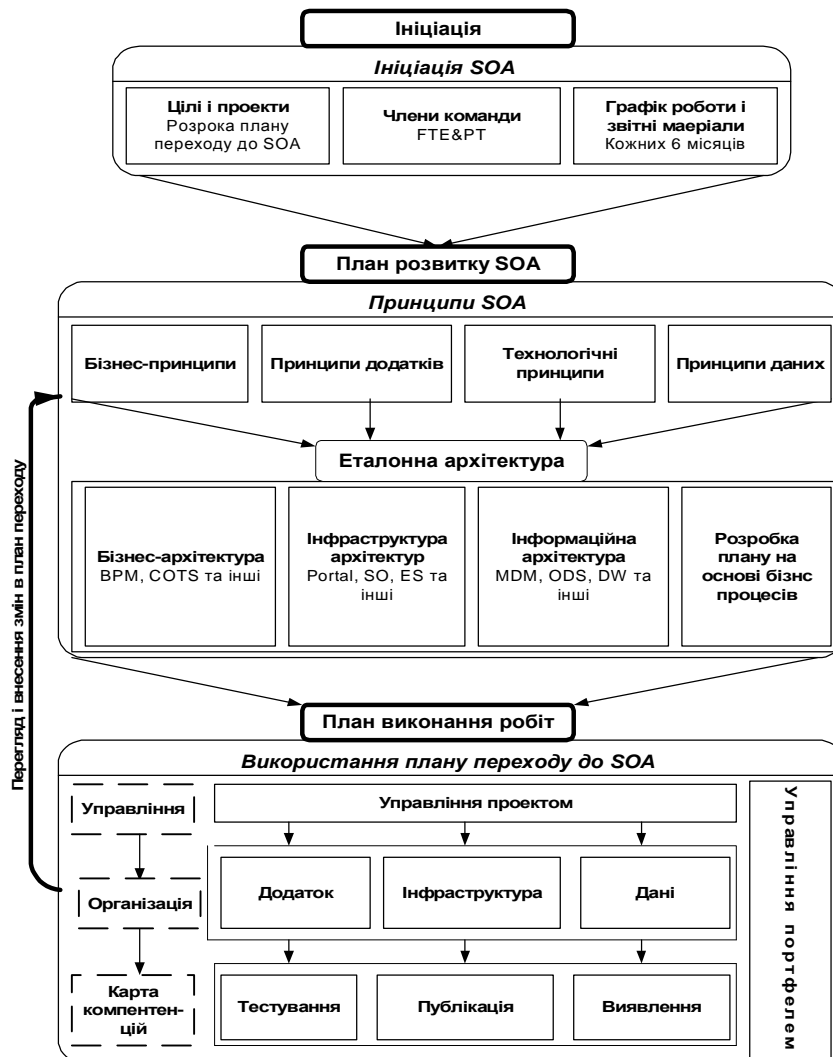 Ініціація
Ініціація SOA
Цілі і проекти
Розрока плану
переходу до SOA
Члени команди
FTE&PT
Графік роботи і
звітні маеріали
Кожних 6 місяців
План розвитку SOA
Принципи SOA
Бізнес-принципи
Принципи додатків
Технологічні
принципи
Принципи даних
Еталонна архітектура
Бізнес-архітектура
BPM, COTS та інші
Інфраструктура
архітектур
Portal, SO, ES та
інші
Інформаційна
архітектура
MDM, ODS, DW та
інші
Розробка
плану на
основі бізнс
процесів
Перегляд і внесення змін в план переходу
План виконання робіт
Використання плану переходу до SOA
Управління
Організація
Карта
компентен-
цій
Управління проектом
Додаток
Інфраструктура
Дані
Тестування
Публікація
Виявлення
Управління портфелем